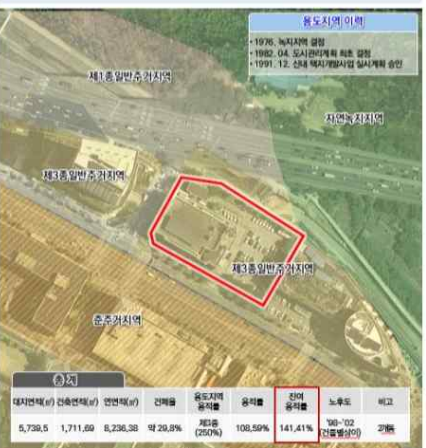 용도지역 이력
• 1976. 녹지지역 결정
• 1982. 04. 도시관리계획 최초 결정
• 1991. 12. 신내 택지개발사업 실시계획 승인
제1종일반주거지역
자연녹지지역
제3종일반주거지역
제3종일반주거지역
준주거지역
총계
대지면적(㎡) 건축면적(㎡) 연면적(㎡) 건폐율 용도지역 용적률 용적률 잔여 용적률 노후도 비고
5,739,5 1,711,69 8,236,38 약 29,8% 제3종 (250%) 108,59% 141,41% '98~'02 (건물별상이) 2개동